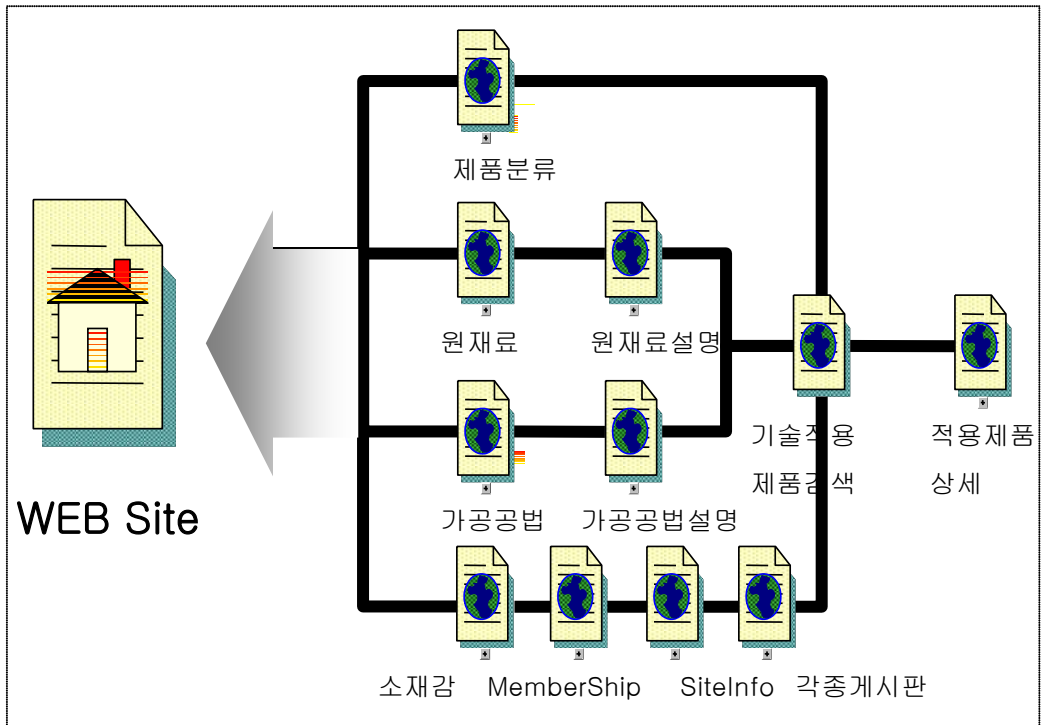 제품분류
원재료
원재료설명
기술적용
제품검색
적용제품
상세
WEB Site
가공공법
가공공법설명
소재감
MemberShip
SiteInfo
각종게시판